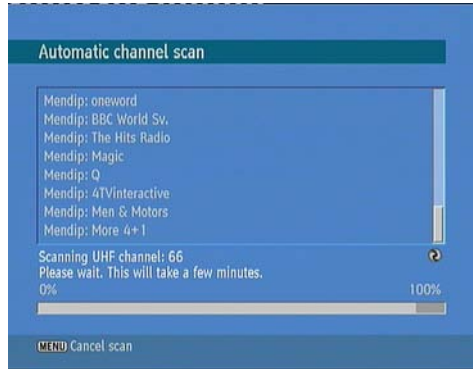 Automatic channel scan
Mendip: oneword
Mendip: BBC World Sv.
Mendip: The Hits Radio
Mendip: Magic
Mendip: Q
Mendip: 4TVinteractive
Mendip: Men & Motors
Mendip: More 4+1
Scanning UHF channel: 66
Please wait. This will take a few minutes.
0% 100%
MENU Cancel scan